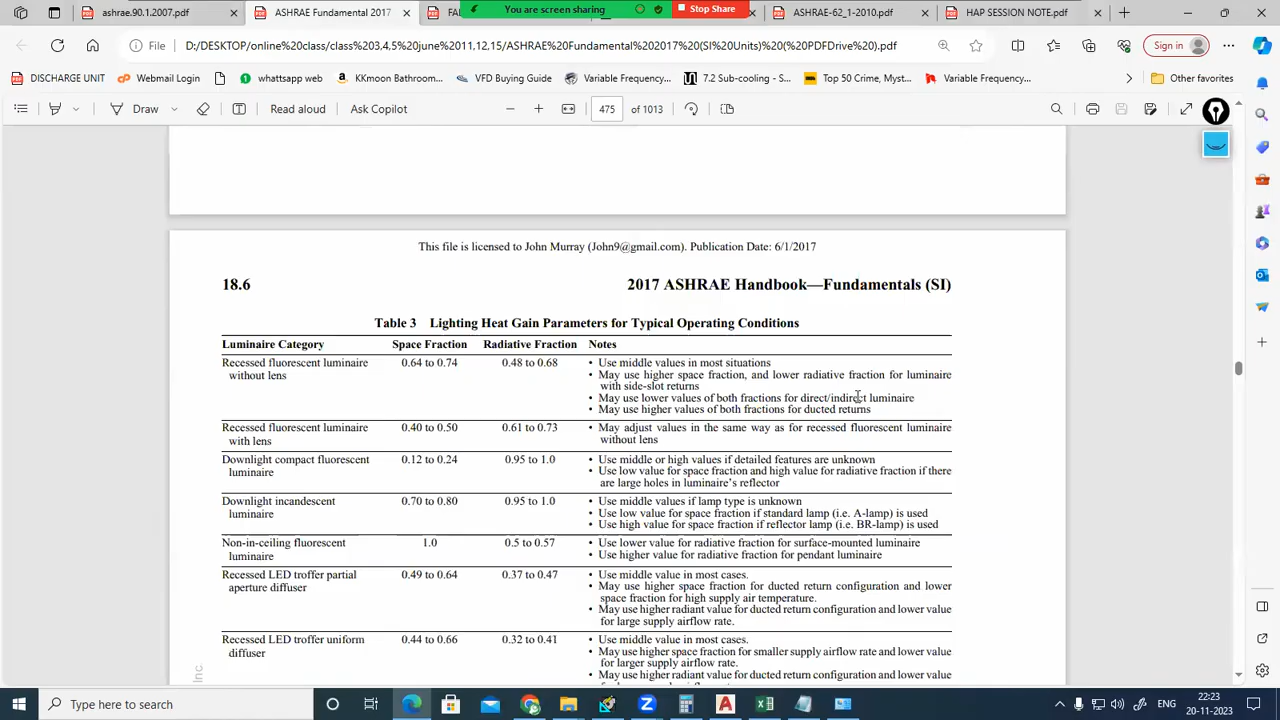 ashrae.90.1.2007.pdf
ASHRAE Fundamental 2017
You are screen sharing
Stop Share
ASHRAE-62_1-2010.pdf
HAP SESSION NOTE.pdf
File
D:/DESKTOP/online%20class/class%203,4,5%20june%2011,12,15/ASHRAE%20Fundamental%202017%20(SI%20Units)%20(%20PDFDrive%20).pdf
Sign in
DISCHARGE UNIT
Webmail Login
whattsapp web
KKmoon Bathroom...
VFD Buying Guide
Variable Frequency...
7.2 Sub-cooling - S...
Top 50 Crime, Myst...
Variable Frequenc...
Other favorites
Draw
Read aloud
Ask Copilot
475 of 1013
This file is licensed to John Murray (John9@gmail.com). Publication Date: 6/1/2017
18.6
2017 ASHRAE Handbook—Fundamentals (SI)
Table 3 Lighting Heat Gain Parameters for Typical Operating Conditions
Luminaire Category Space Fraction Radiative Fraction Notes
Recessed fluorescent luminaire 0.64 to 0.74 0.48 to 0.68 • Use middle values in most situations
without lens • May use higher space fraction, and lower radiative fraction for luminaire
with side-slot returns
• May use lower values of both fractions for direct/indirect luminaire
• May use higher values of both fractions for ducted returns
Recessed fluorescent luminaire 0.40 to 0.50 0.61 to 0.73 • May adjust values in the same way as for recessed fluorescent luminaire
with lens without lens
Downlight compact fluorescent 0.12 to 0.24 0.95 to 1.0 • Use middle or high values if detailed features are unknown
luminaire • Use low value for space fraction and high value for radiative fraction if there
are large holes in luminaire's reflector
Downlight incandescent 0.70 to 0.80 0.95 to 1.0 • Use middle values if lamp type is unknown
luminaire • Use low value for space fraction if standard lamp (i.e. A-lamp) is used
• Use high value for space fraction if reflector lamp (i.e. BR-lamp) is used
Non-in-ceiling fluorescent 1.0 0.5 to 0.57 • Use lower value for radiative fraction for surface-mounted luminaire
luminaire • Use higher value for radiative fraction for pendant luminaire
Recessed LED troffer partial 0.49 to 0.64 0.37 to 0.47 • Use middle value in most cases.
aperture diffuser • May use higher space fraction for ducted return configuration and lower
space fraction for high supply air temperature.
• May use higher radiant value for ducted return configuration and lower value
for large supply airflow rate.
Recessed LED troffer uniform 0.44 to 0.66 0.32 to 0.41 • Use middle value in most cases.
diffuser • May use higher space fraction for smaller supply airflow rate and lower value
for larger supply airflow rate.
• May use higher radiant value for ducted return configuration and lower value
Inc
Type here to search
ENG
22:23
20-11-2023